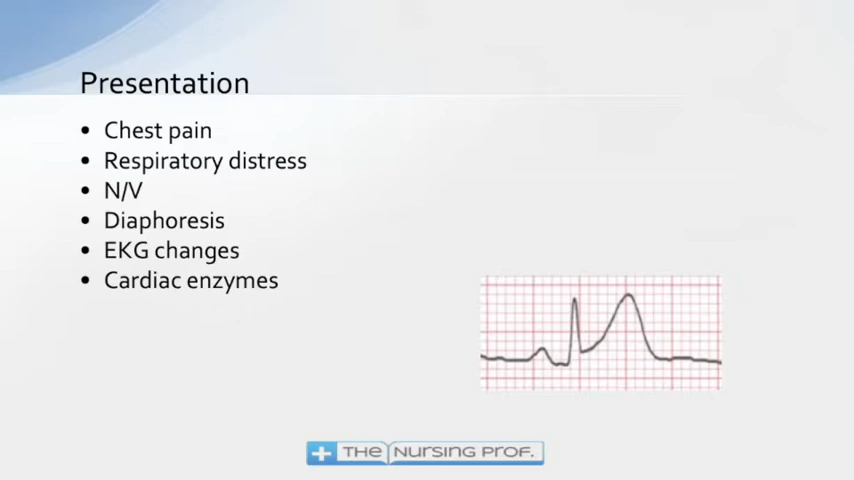 Presentation
• Chest pain
• Respiratory distress
• N/V
• Diaphoresis
• EKG changes
• Cardiac enzymes
THE NURSING PROF.